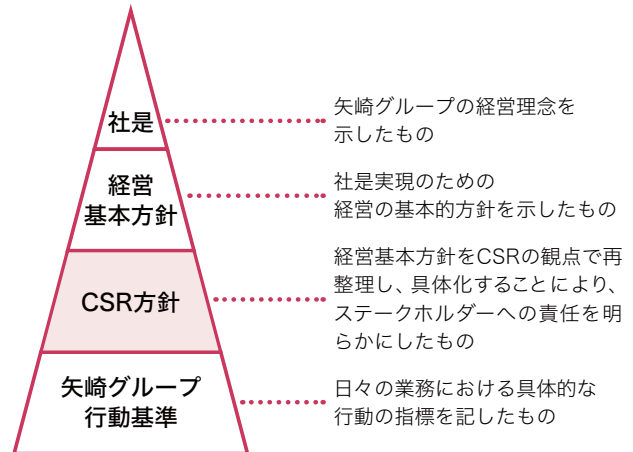 社是
矢崎グループの経営理念を
示したもの
経営
基本方針
社是実現のための
経営の基本的方針を示したもの
CSR方針
経営基本方針をCSRの観点で再
整理し、具体化することにより、
ステークホルダーへの責任を明
らかにしたもの
矢崎グループ
行動基準
日々の業務における具体的な
行動の指標を記したもの